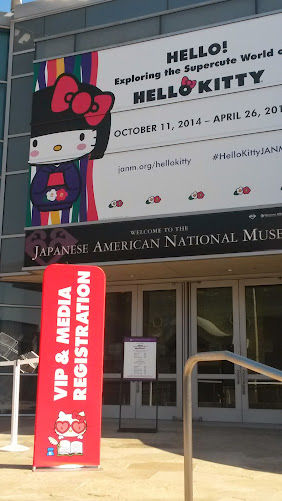 HELLO!
Exploring the Supercute World of
HELLO KITTY
OCTOBER 11, 2014 – APRIL 26, 201
janm.org/hellokitty
#HelloKittyJANM
WELCOME TO THE
JAPANESE AMERICAN NATIONAL MUSE
VIP & MEDIA
REGISTRATION